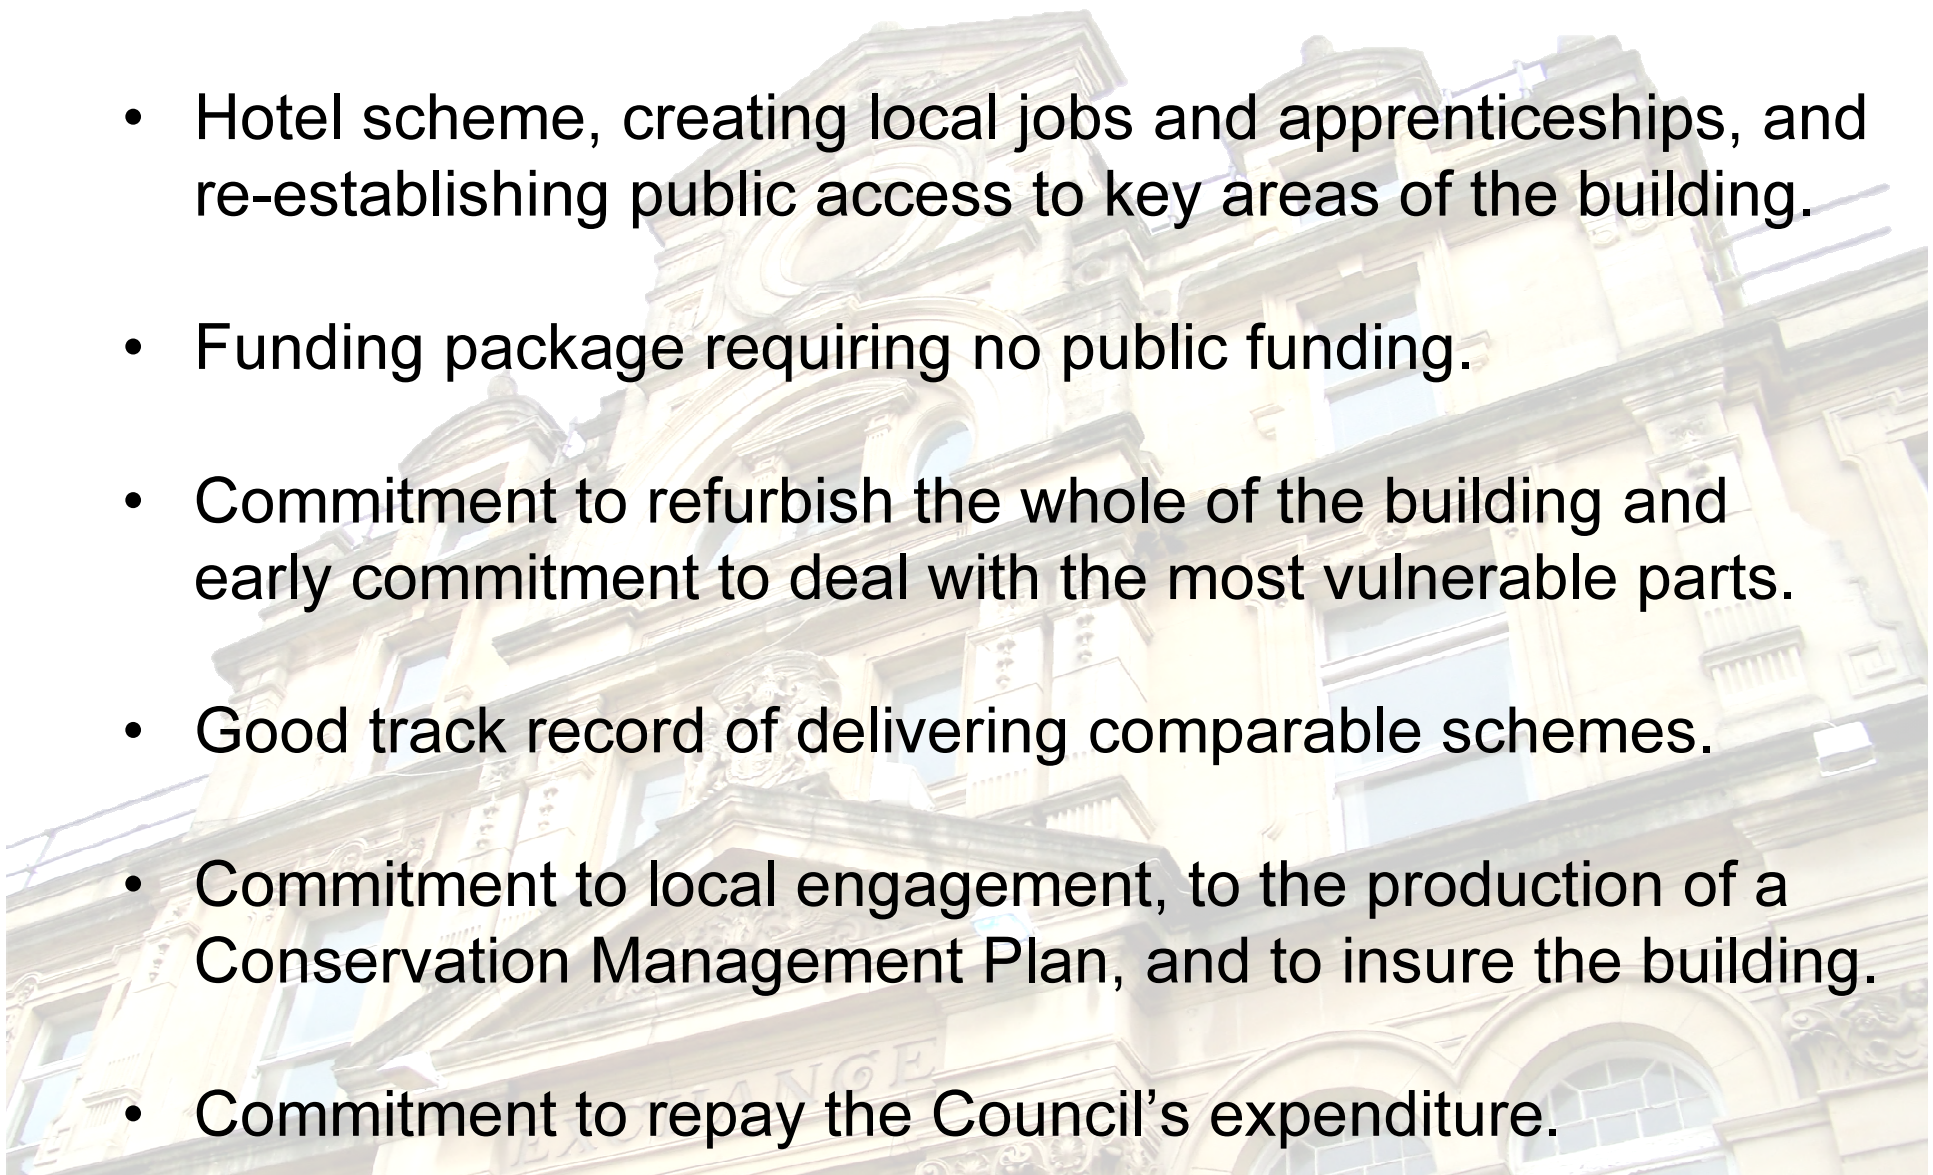 • Hotel scheme, creating local jobs and apprenticeships, and
re-establishing public access to key areas of the building.
• Funding package requiring no public funding.
• Commitment to refurbish the whole of the building and
early commitment to deal with the most vulnerable parts.
• Good track record of delivering comparable schemes.
• Commitment to local engagement, to the production of a
Conservation Management Plan, and to insure the building.
EXCHANGE
• Commitment to repay the Council’s expenditure.